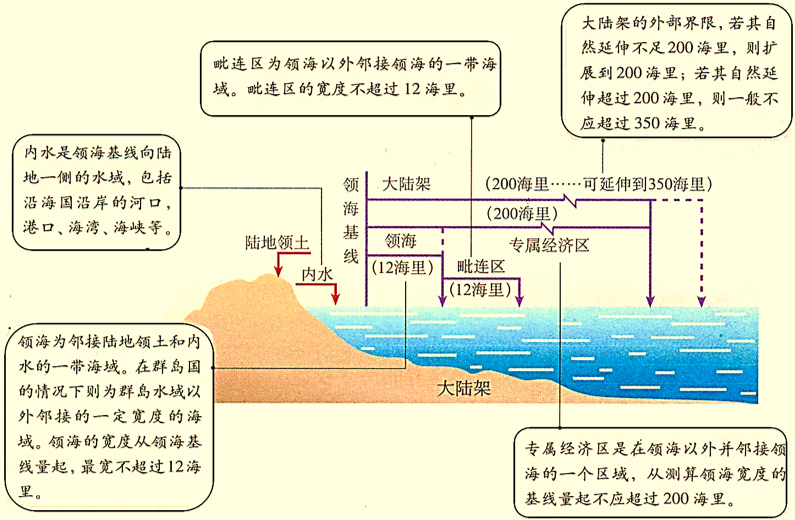 大陆架的外部界限，若其自
然延伸不足200海里，则扩
展到200海里；若其自然延
伸超过200海里，则一般不
应超过350海里。
毗连区为领海以外邻接领海的一带海
域。毗连区的宽度不超过12海里。
内水是领海基线向陆
地一侧的水域，包括
沿海国沿岸的河口，
港口、海湾、海峡等。
领海基线
大陆架
(200海里……可延伸到350海里)
(200海里)
专属经济区
领海
(12海里)
毗连区
(12海里)
陆地领土
内水
大陆架
领海为邻接陆地领土和内
水的一带海域。在群岛国
的情况下则为群岛水域以
外邻接的一定宽度的海
域。领海的宽度从领海基
线量起，最宽不超过12海
里。
专属经济区是在领海以外并邻接领
海的一个区域，从测算领海宽度的
基线量起不应超过200海里。